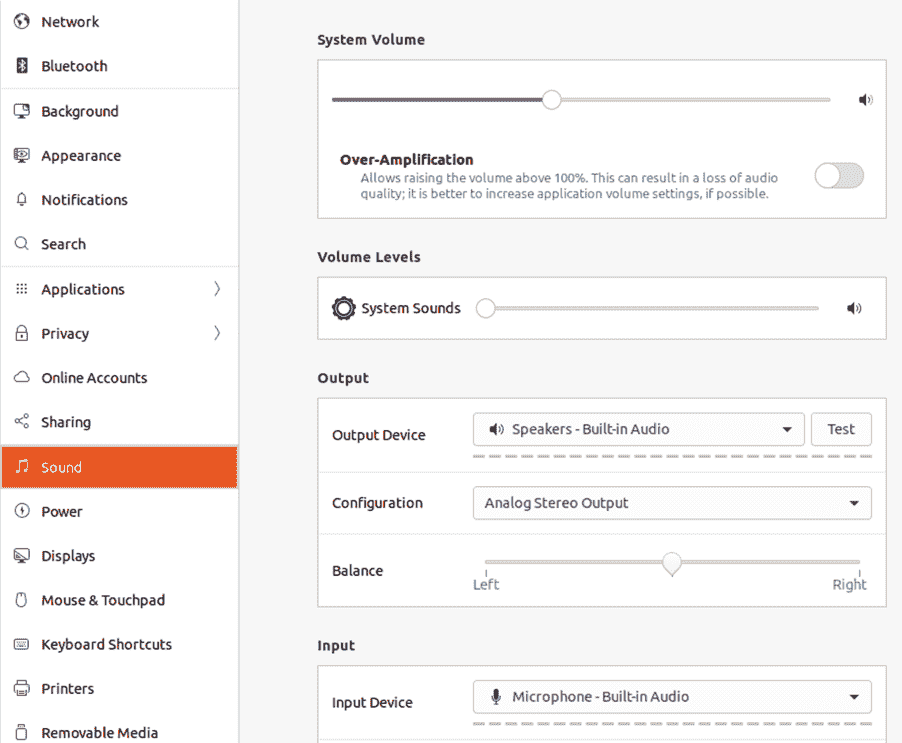 Network
Bluetooth
Background
Appearance
Notifications
Search
Applications
Privacy
Online Accounts
Sharing
Sound
Power
Displays
Mouse & Touchpad
Keyboard Shortcuts
Printers
Removable Media
System Volume
Over-Amplification
Allows raising the volume above 100%. This can result in a loss of audio
quality; it is better to increase application volume settings, if possible.
Volume Levels
System Sounds
Output
Output Device
Speakers - Built-in Audio
Test
Configuration
Analog Stereo Output
Balance
Left
Right
Input
Input Device
Microphone - Built-in Audio